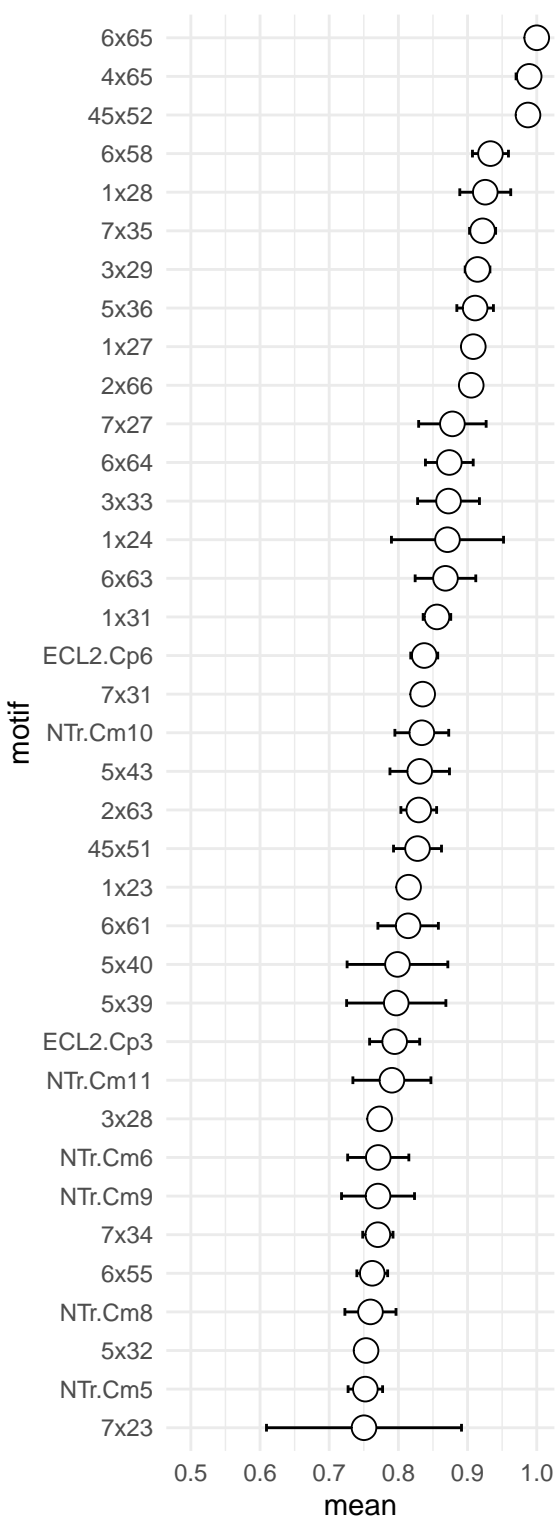 6x65
4x65
45x52
6x58
1x28
7x35
3x29
5x36
1x27
2x66
7x27
6x64
3x33
1x24
6x63
1x31
ECL2.Cp6
7x31
NTr.Cm10
5x43
2x63
45x51
1x23
6x61
5x40
5x39
ECL2.Cp3
NTr.Cm11
3x28
NTr.Cm6
NTr.Cm9
7x34
6x55
NTr.Cm8
5x32
NTr.Cm5
7x23
motif
0.5 0.6 0.7 0.8 0.9 1.0
mean